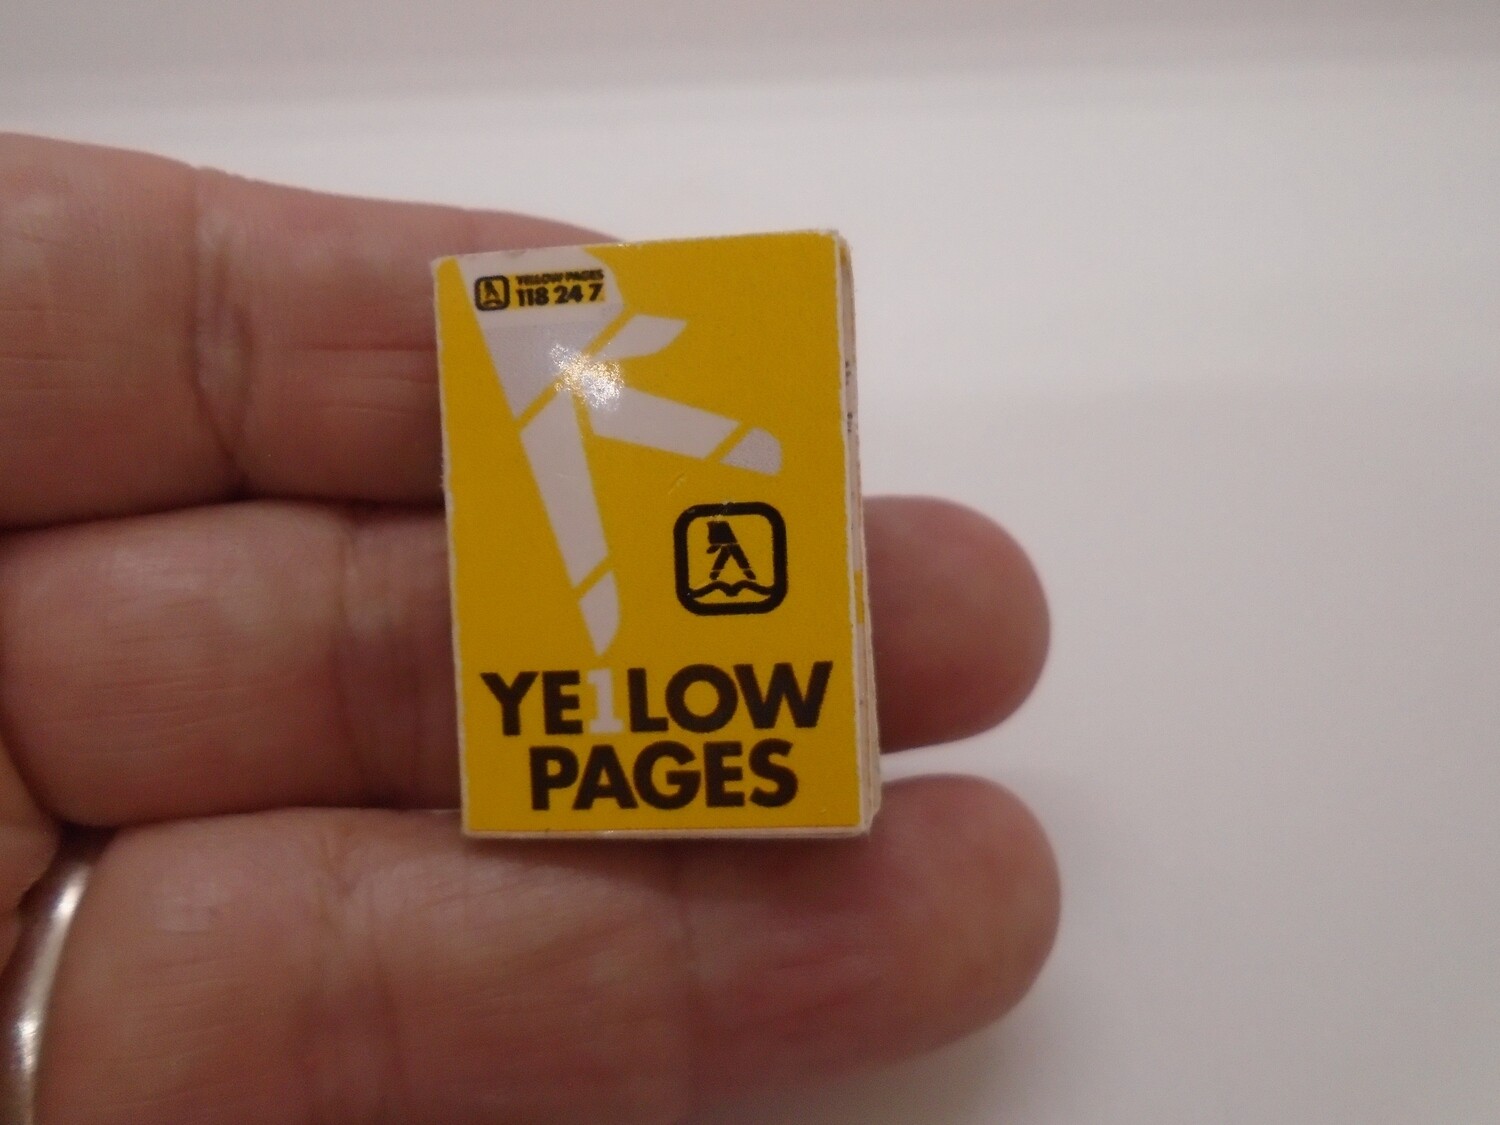 YELLOW PAGES
118 24 7
YE1LOW
PAGES